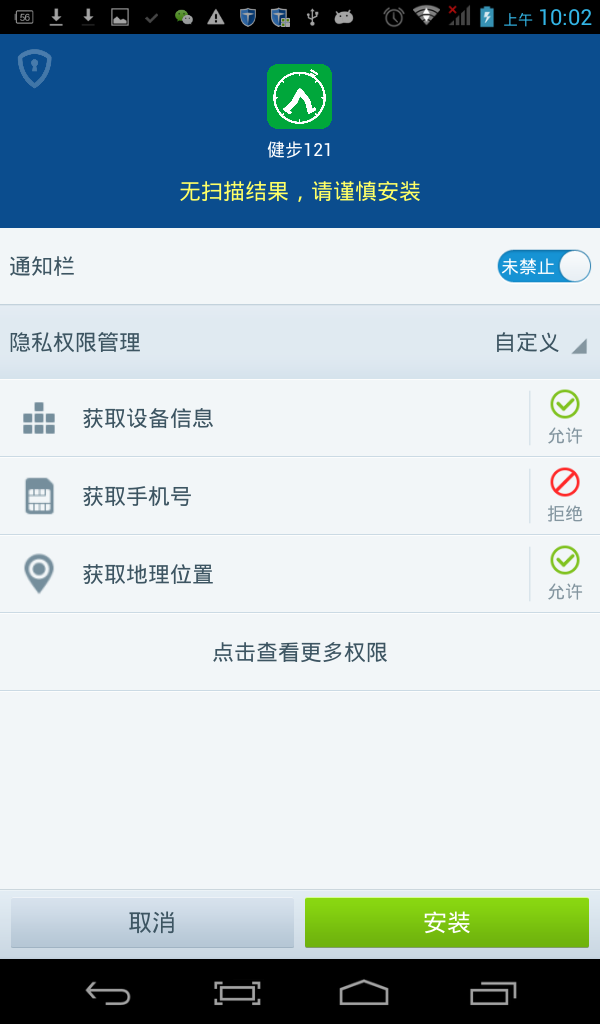 56
上午 10:02
健步121
无扫描结果，请谨慎安装
通知栏
未禁止
隐私权限管理
自定义
获取设备信息
允许
获取手机号
拒绝
获取地理位置
允许
点击查看更多权限
取消
安装